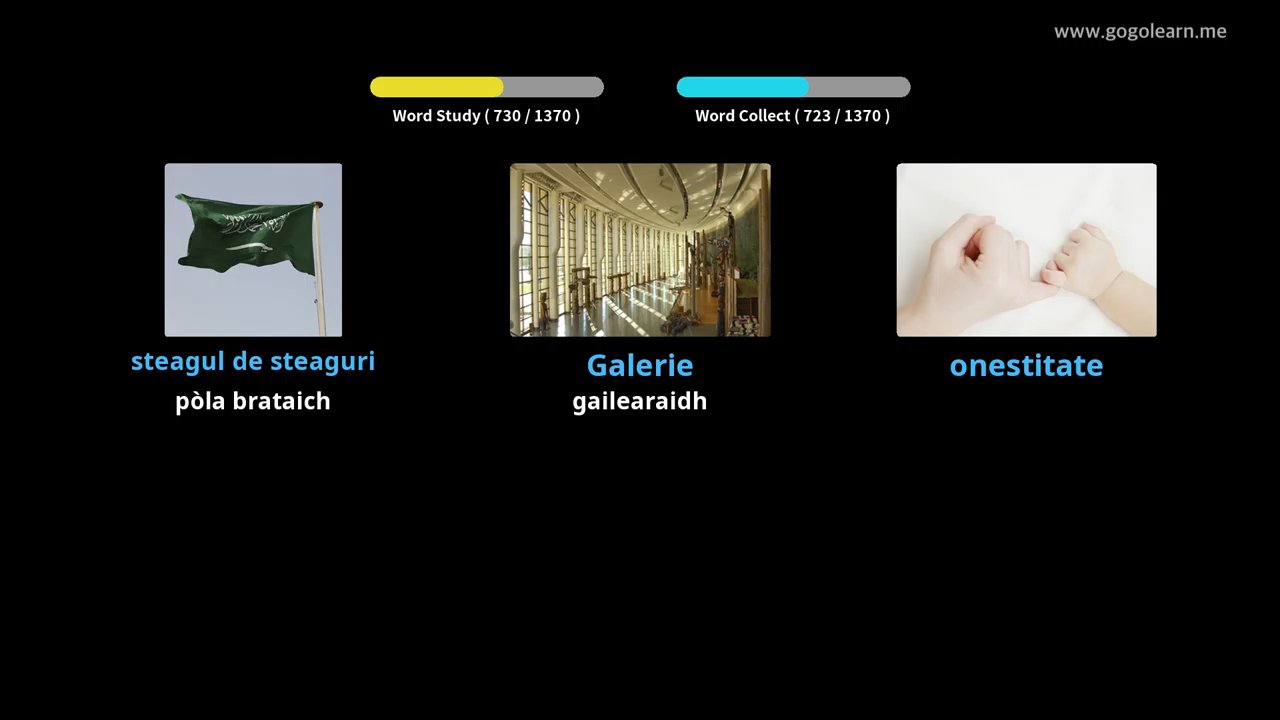 www.gogolearn.me
Word Study ( 730 / 1370 )
Word Collect ( 723 / 1370 )
steagul de steaguri
pòla brataich
Galerie
gailearaidh
onestitate